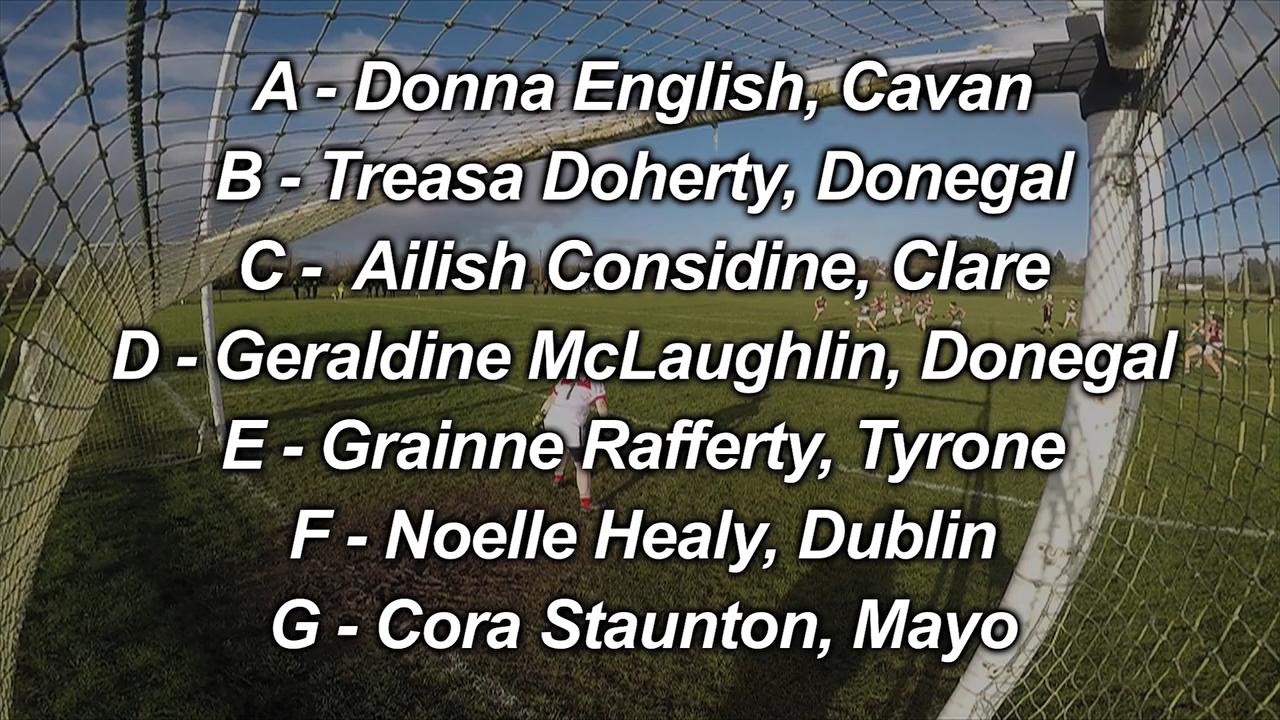 A - Donna English, Cavan
B - Treasa Doherty, Donegal
C - Ailish Considine, Clare
D - Geraldine McLaughlin, Donegal
E - Grainne Rafferty, Tyrone
F - Noelle Healy, Dublin
G - Cora Staunton, Mayo
1